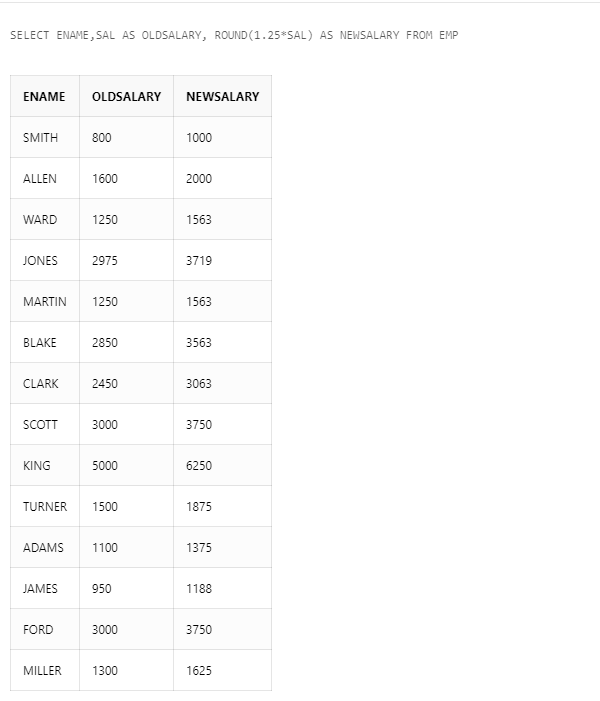 SELECT ENAME,SAL AS OLDSALARY, ROUND(1.25*SAL) AS NEWSALARY FROM EMP
ENAME OLDSALARY NEWSALARY
SMITH 800 1000
ALLEN 1600 2000
WARD 1250 1563
JONES 2975 3719
MARTIN 1250 1563
BLAKE 2850 3563
CLARK 2450 3063
SCOTT 3000 3750
KING 5000 6250
TURNER 1500 1875
ADAMS 1100 1375
JAMES 950 1188
FORD 3000 3750
MILLER 1300 1625